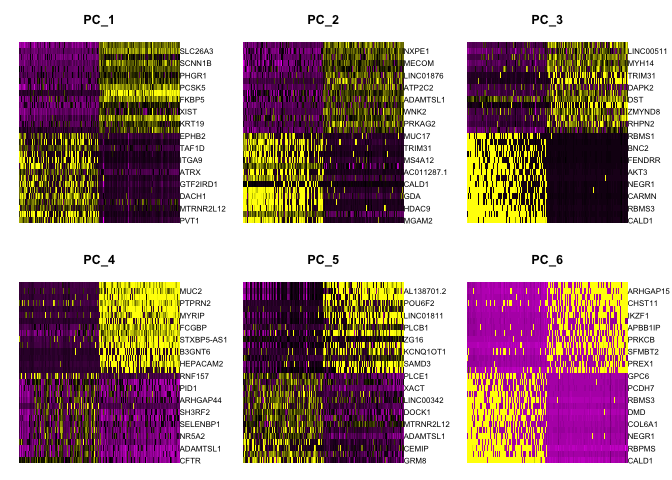 PC_1
SLC26A3
SCNN1B
PHGR1
PCSK5
FKBP5
XIST
KRT19
EPHB2
TAF1D
ITGA9
ATRX
GTF2IRD1
DACH1
MTRNR2L12
PVT1
PC_2
NXPE1
MECOM
LINC01876
ATP2C2
ADAMTSL1
WNK2
PRKAG2
MUC17
TRIM31
MS4A12
AC011287.1
CALD1
GDA
HDAC9
MGAM2
PC_3
LINC00511
MYH14
TRIM31
DAPK2
DST
ZMYND8
RHPN2
RBMS1
BNC2
FENDRR
AKT3
NEGR1
CARMN
RBMS3
CALD1
PC_4
MUC2
PTPRN2
MYRIP
FCGBP
STXBP5-AS1
B3GNT6
HEPACAM2
RNF157
PID1
ARHGAP44
SH3RF2
SELENBP1
NR5A2
ADAMTSL1
CFTR
PC_5
AL138701.2
POU6F2
LINC01811
PLCB1
ZG16
KCNQ1OT1
SAMD3
PLCE1
XACT
LINC00342
DOCK1
MTRNR2L12
ADAMTSL1
CEMIP
GRM8
PC_6
ARHGAP15
CHST11
IKZF1
APBB1IP
PRKCB
SFMBT2
PREX1
GPC6
PCDH7
RBMS3
DMD
COL6A1
NEGR1
RBPMS
CALD1